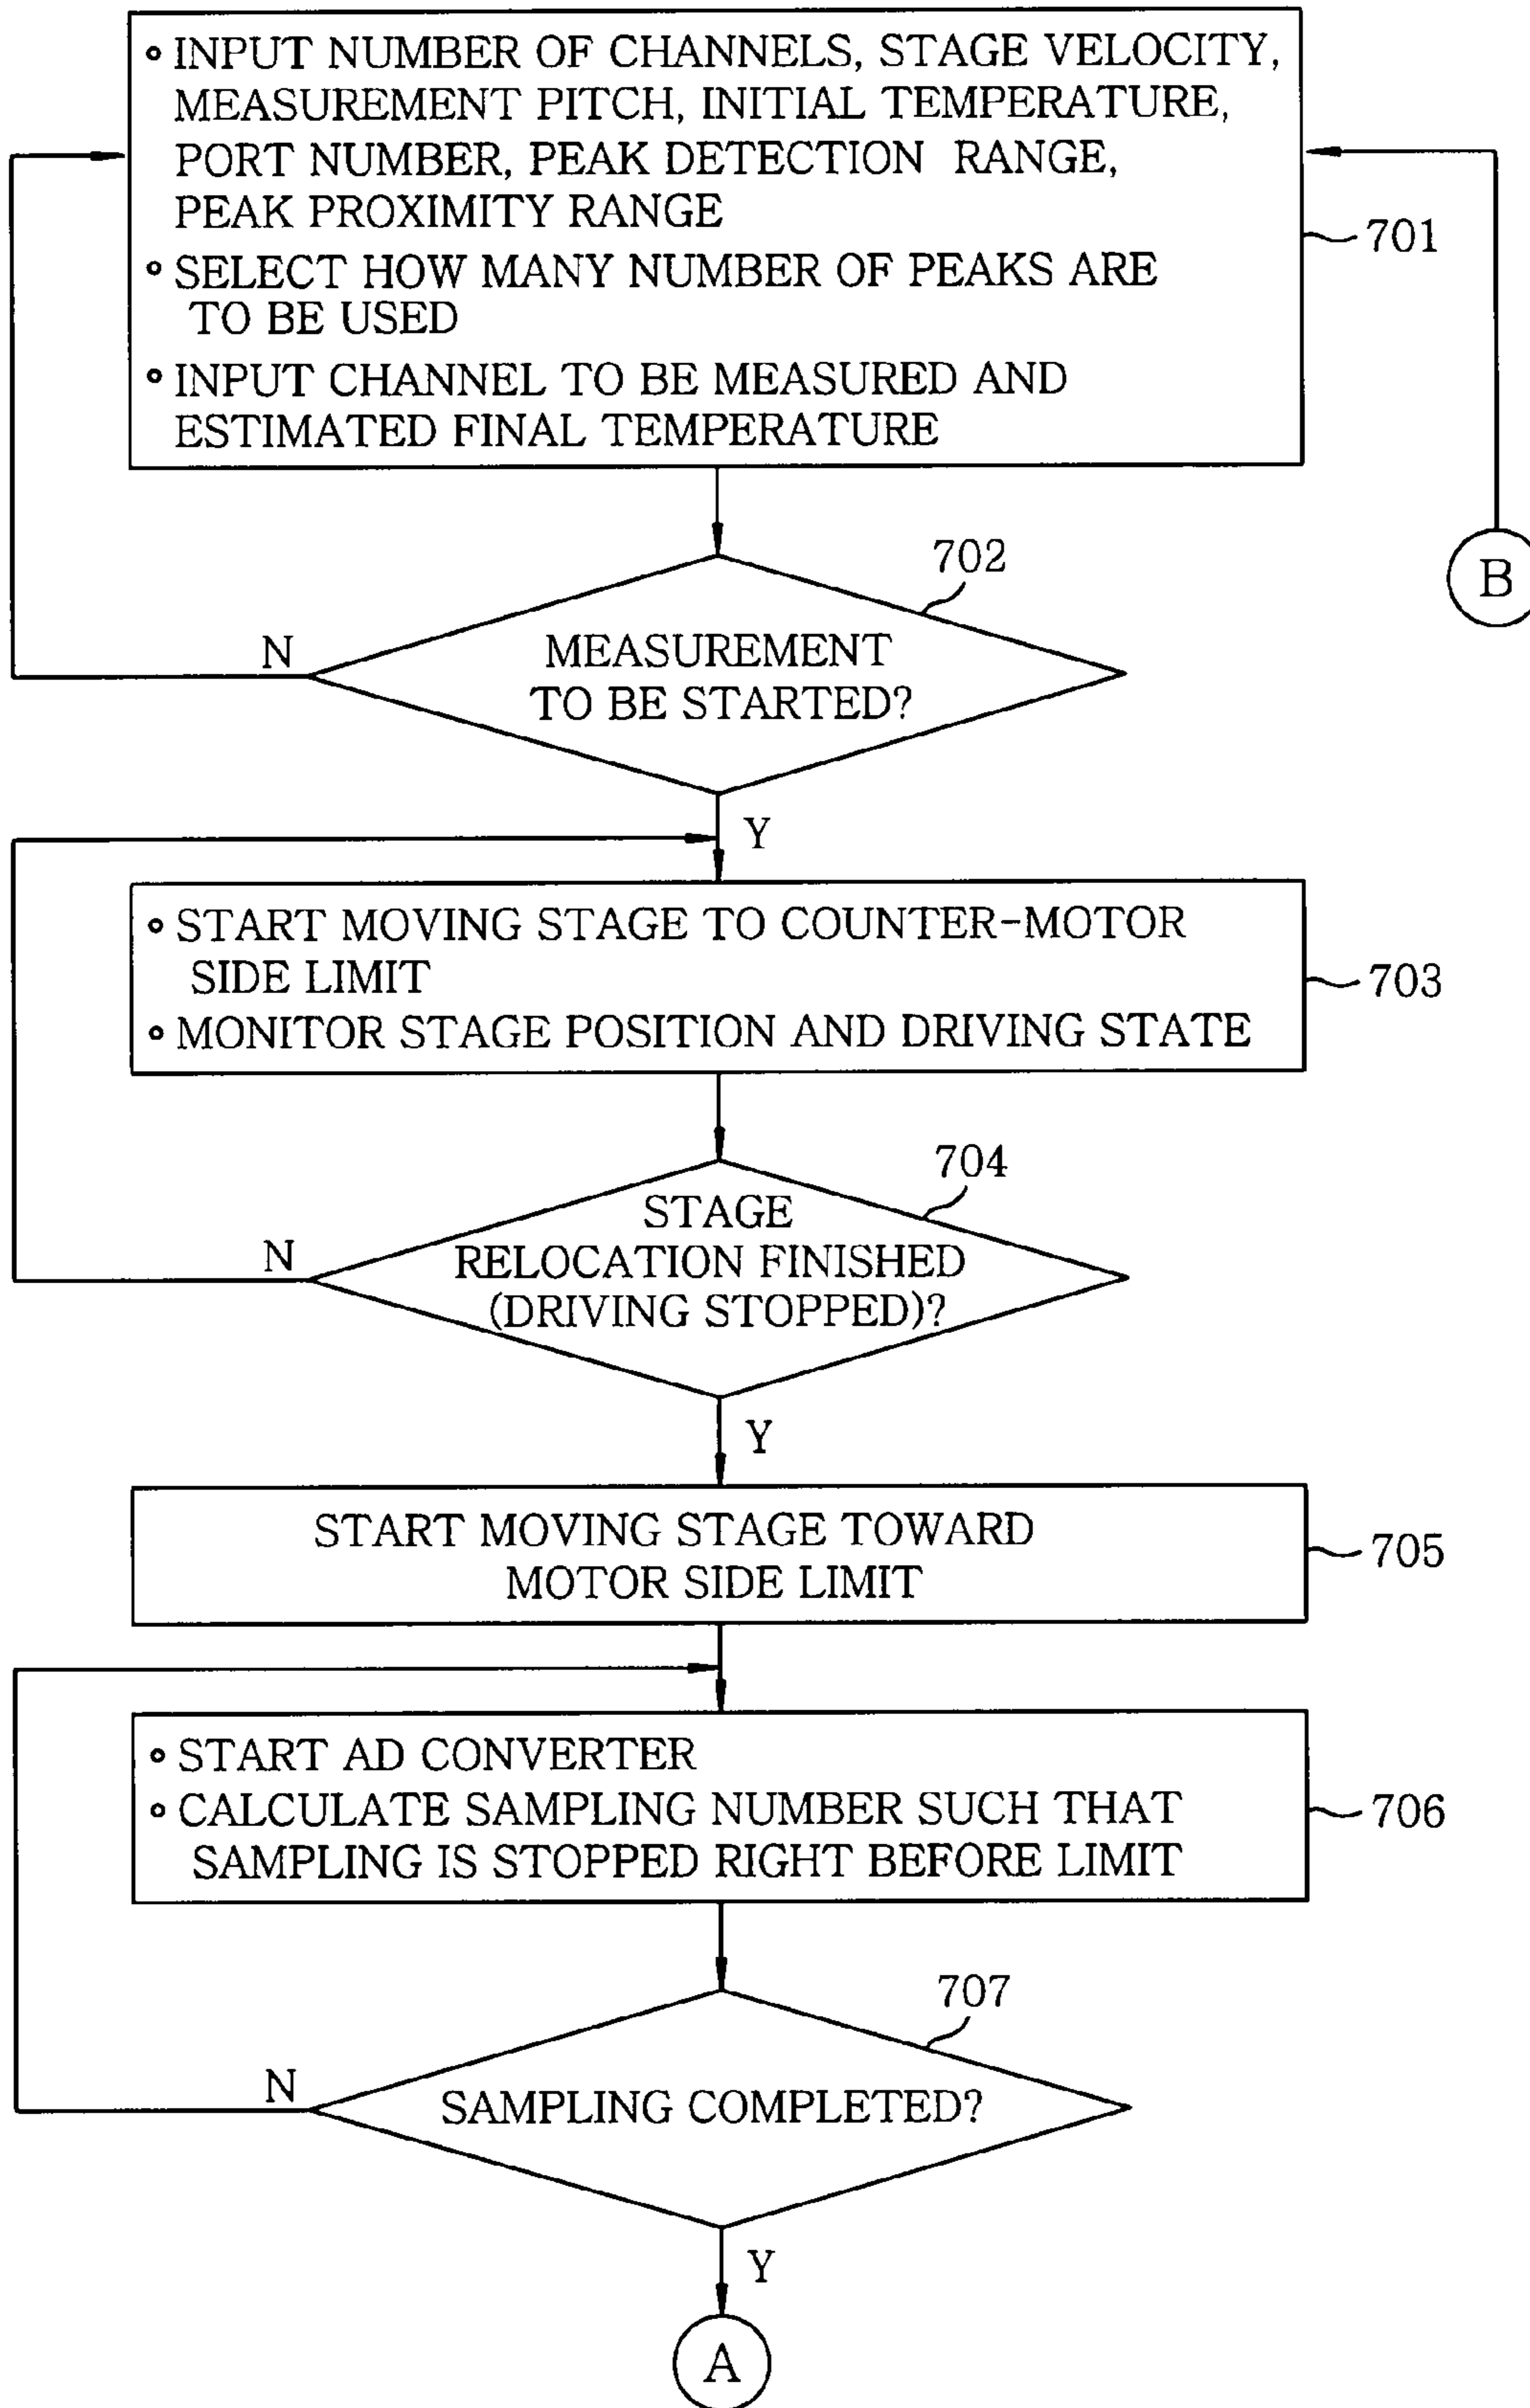 ∘ INPUT NUMBER OF CHANNELS, STAGE VELOCITY,
MEASUREMENT PITCH, INITIAL TEMPERATURE,
PORT NUMBER, PEAK DETECTION RANGE,
PEAK PROXIMITY RANGE
701
∘ SELECT HOW MANY NUMBER OF PEAKS ARE
TO BE USED
∘ INPUT CHANNEL TO BE MEASURED AND
ESTIMATED FINAL TEMPERATURE
B
702
N
MEASUREMENT
TO BE STARTED?
Y
∘ START MOVING STAGE TO COUNTER-MOTOR
SIDE LIMIT
703
∘ MONITOR STAGE POSITION AND DRIVING STATE
704
N
STAGE
RELOCATION FINISHED
(DRIVING STOPPED)?
Y
START MOVING STAGE TOWARD
MOTOR SIDE LIMIT
705
∘ START AD CONVERTER
∘ CALCULATE SAMPLING NUMBER SUCH THAT
SAMPLING IS STOPPED RIGHT BEFORE LIMIT
706
707
N
SAMPLING COMPLETED?
Y
A